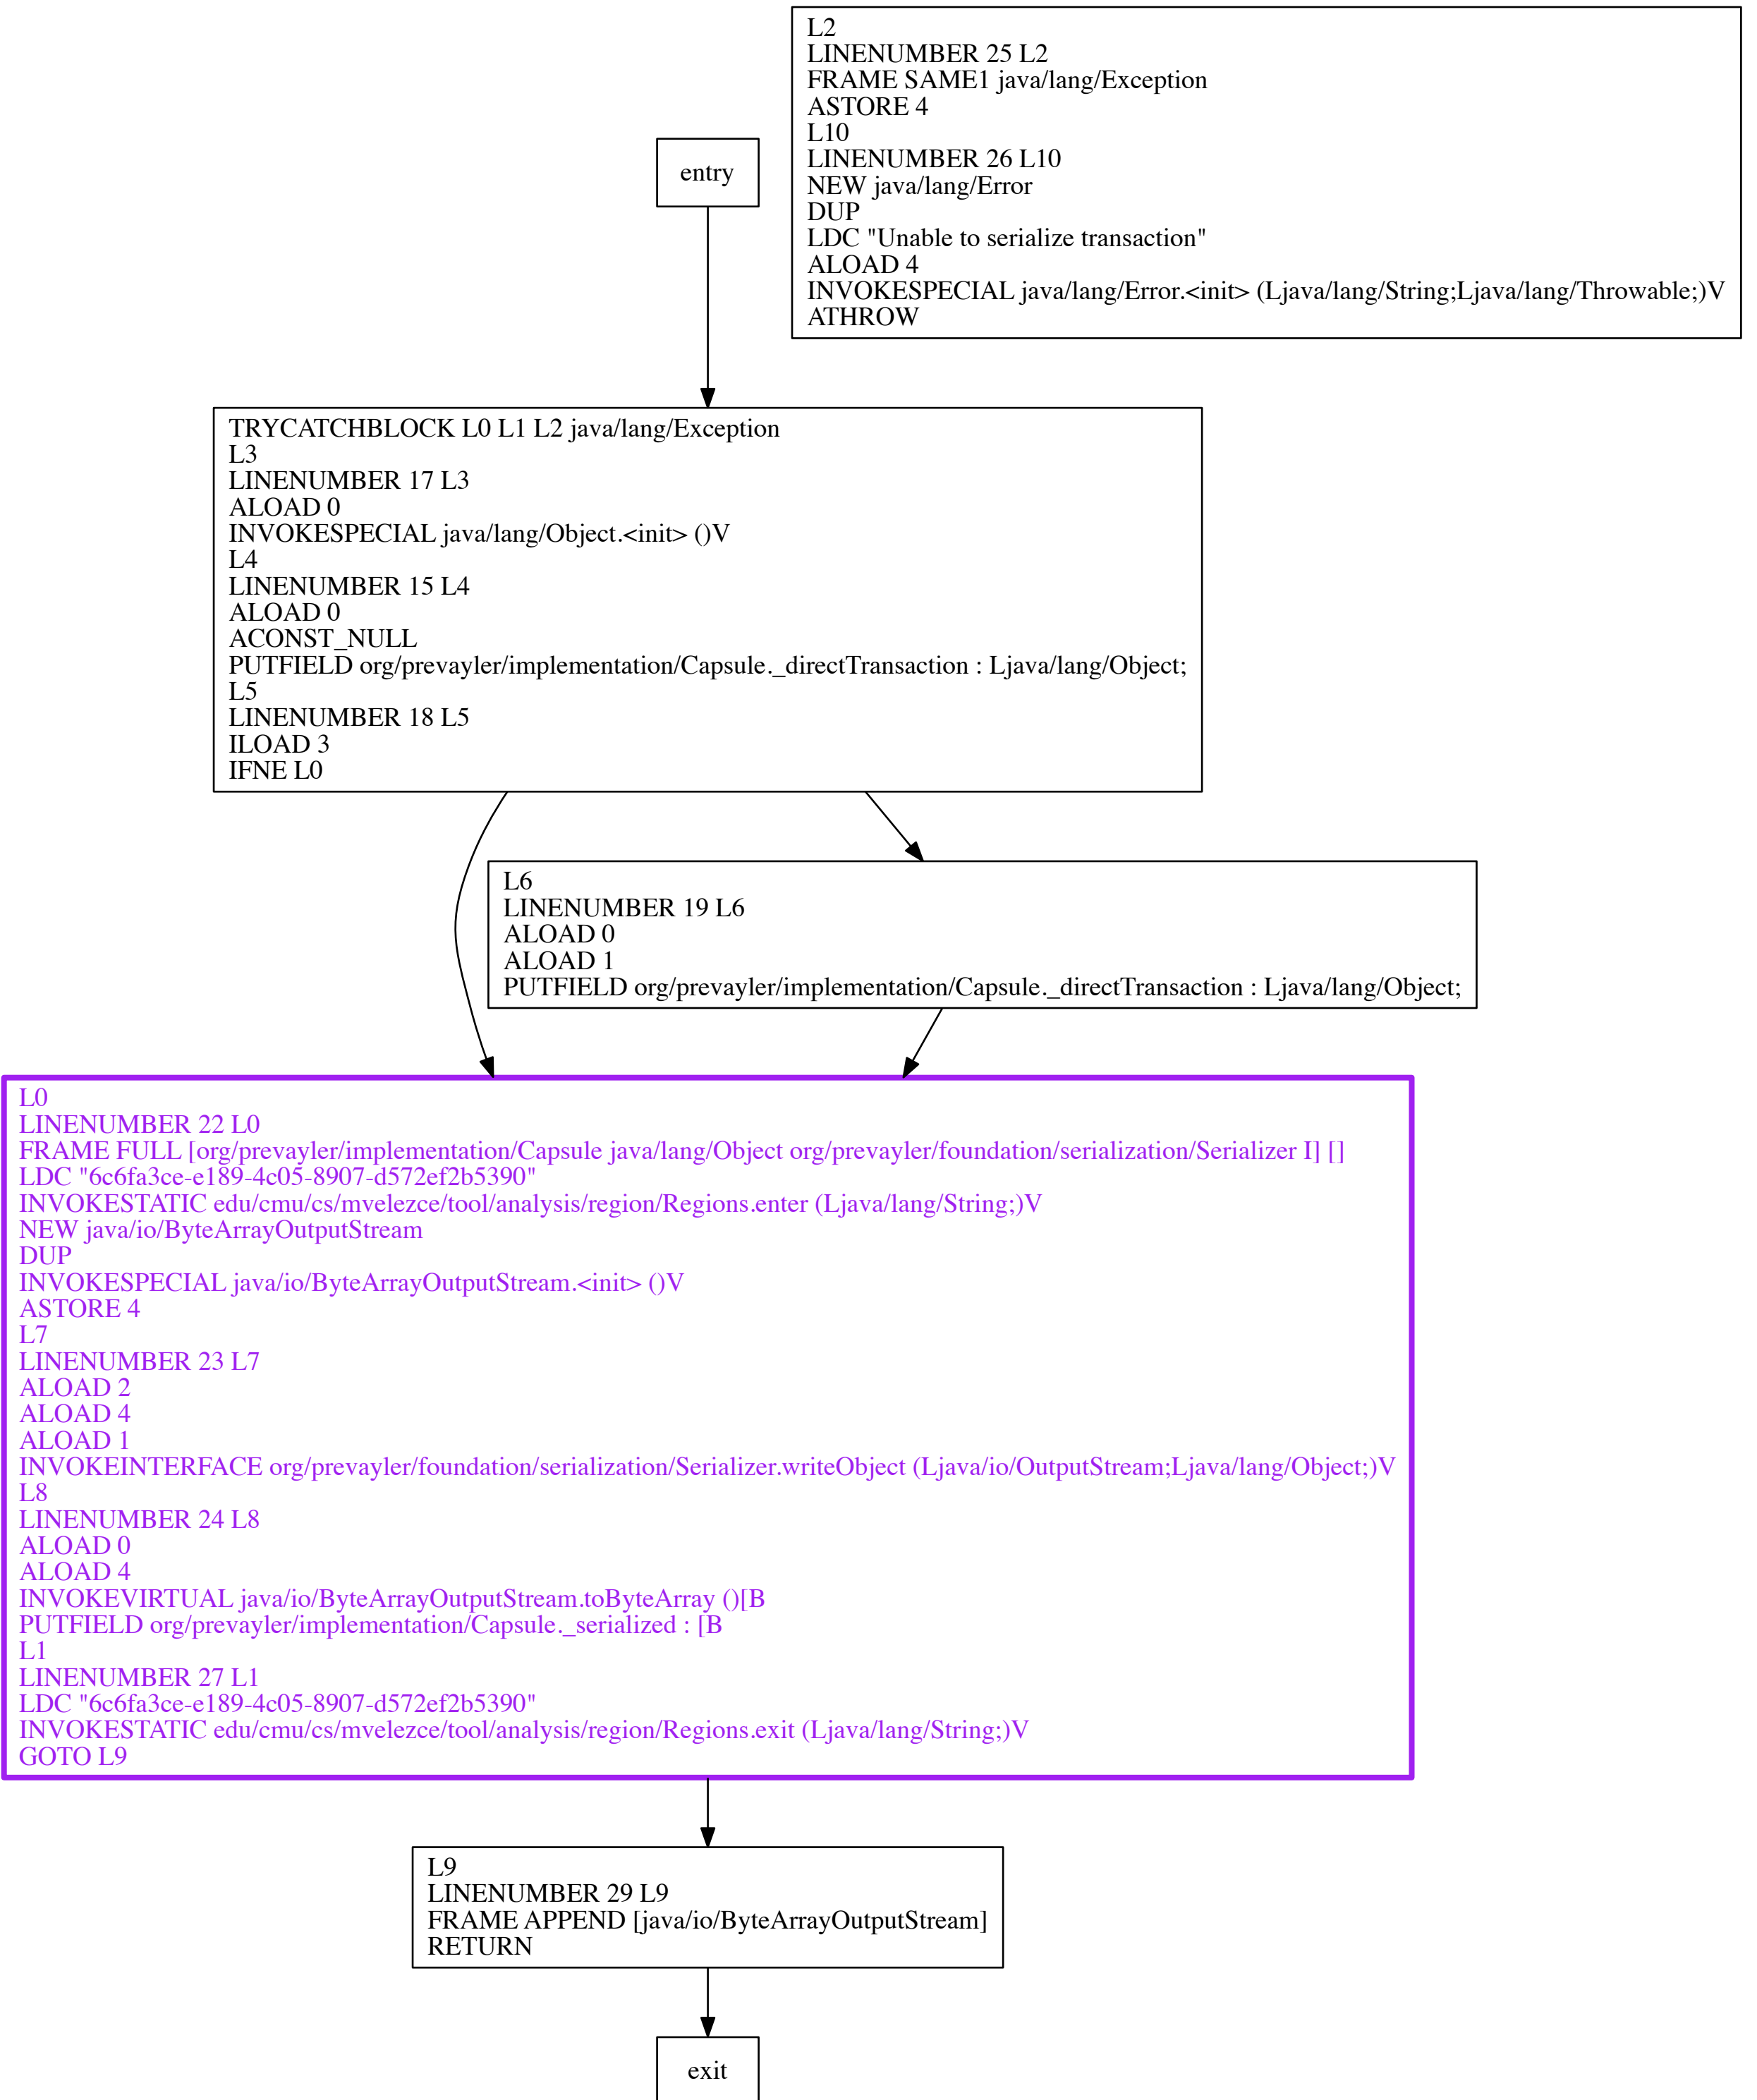 L2
LINENUMBER 25 L2
FRAME SAME1 java/lang/Exception
ASTORE 4
L10
LINENUMBER 26 L10
NEW java/lang/Error
DUP
LDC "Unable to serialize transaction"
ALOAD 4
INVOKESPECIAL java/lang/Error.<init> (Ljava/lang/String;Ljava/lang/Throwable;)V
ATHROW
entry
TRYCATCHBLOCK L0 L1 L2 java/lang/Exception
L3
LINENUMBER 17 L3
ALOAD 0
INVOKESPECIAL java/lang/Object.<init> ()V
L4
LINENUMBER 15 L4
ALOAD 0
ACONST_NULL
PUTFIELD org/prevayler/implementation/Capsule._directTransaction : Ljava/lang/Object;
L5
LINENUMBER 18 L5
ILOAD 3
IFNE L0
L6
LINENUMBER 19 L6
ALOAD 0
ALOAD 1
PUTFIELD org/prevayler/implementation/Capsule._directTransaction : Ljava/lang/Object;
L0
LINENUMBER 22 L0
FRAME FULL [org/prevayler/implementation/Capsule java/lang/Object org/prevayler/foundation/serialization/Serializer I] []
LDC "6c6fa3ce-e189-4c05-8907-d572ef2b5390"
INVOKESTATIC edu/cmu/cs/mvelezce/tool/analysis/region/Regions.enter (Ljava/lang/String;)V
NEW java/io/ByteArrayOutputStream
DUP
INVOKESPECIAL java/io/ByteArrayOutputStream.<init> ()V
ASTORE 4
L7
LINENUMBER 23 L7
ALOAD 2
ALOAD 4
ALOAD 1
INVOKEINTERFACE org/prevayler/foundation/serialization/Serializer.writeObject (Ljava/io/OutputStream;Ljava/lang/Object;)V
L8
LINENUMBER 24 L8
ALOAD 0
ALOAD 4
INVOKEVIRTUAL java/io/ByteArrayOutputStream.toByteArray ()[B
PUTFIELD org/prevayler/implementation/Capsule._serialized : [B
L1
LINENUMBER 27 L1
LDC "6c6fa3ce-e189-4c05-8907-d572ef2b5390"
INVOKESTATIC edu/cmu/cs/mvelezce/tool/analysis/region/Regions.exit (Ljava/lang/String;)V
GOTO L9
L9
LINENUMBER 29 L9
FRAME APPEND [java/io/ByteArrayOutputStream]
RETURN
exit